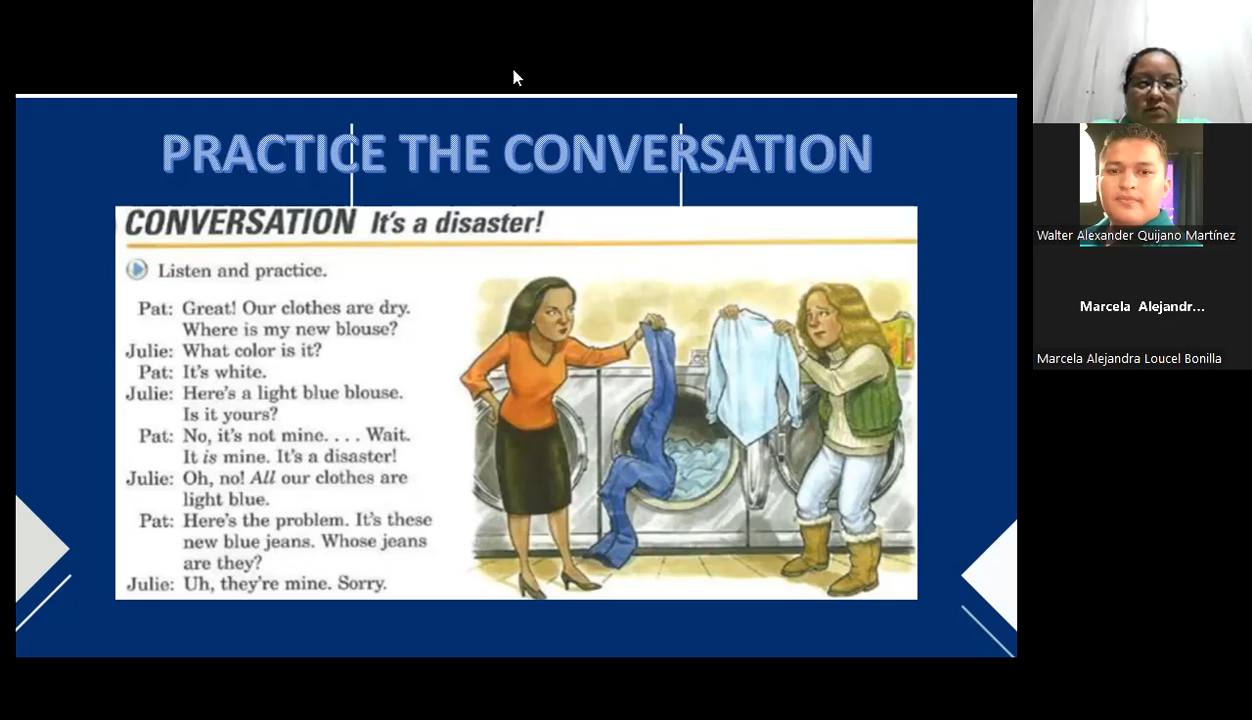 PRACTICE THE CONVERSATION
CONVERSATION It's a disaster!
Listen and practice.
Pat: Great! Our clothes are dry.
Where is my new blouse?
Julie: What color is it?
Pat: It's white.
Julie: Here's a light blue blouse.
Is it yours?
Pat: No, it's not mine. . . . Wait.
It is mine. It's a disaster!
Julie: Oh, no! All our clothes are
light blue.
Pat: Here's the problem. It's these
new blue jeans. Whose jeans
are they?
Julie: Uh, they're mine. Sorry.
Walter Alexander Quijano Martínez
Marcela Alejandr...
Marcela Alejandra Loucel Bonilla